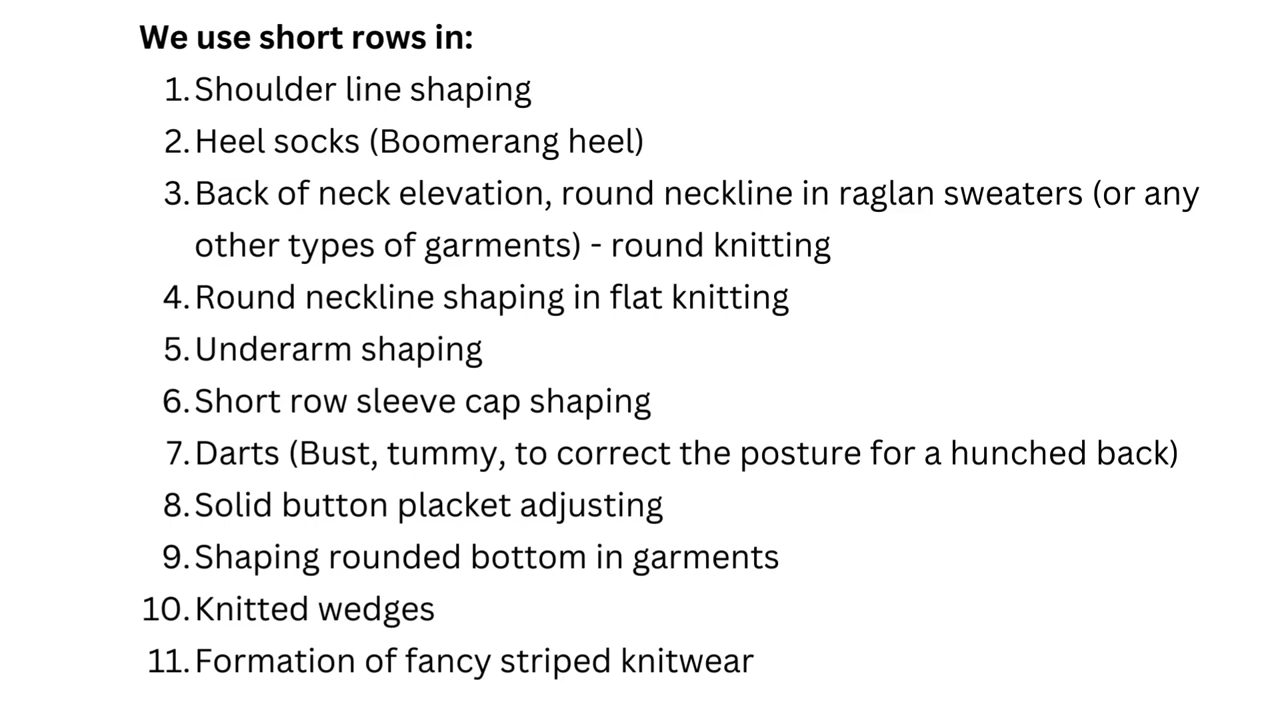 We use short rows in:
1. Shoulder line shaping
2. Heel socks (Boomerang heel)
3. Back of neck elevation, round neckline in raglan sweaters (or any
other types of garments) - round knitting
4. Round neckline shaping in flat knitting
5. Underarm shaping
6. Short row sleeve cap shaping
7. Darts (Bust, tummy, to correct the posture for a hunched back)
8. Solid button placket adjusting
9. Shaping rounded bottom in garments
10. Knitted wedges
11. Formation of fancy striped knitwear